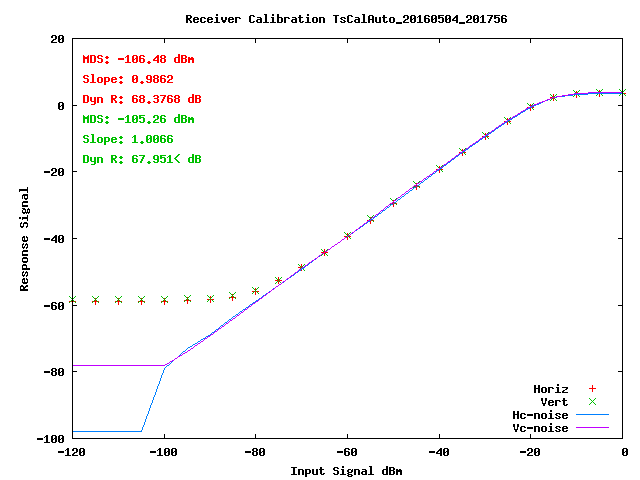 Receiver Calibration TsCalAuto_20160504_201756
20
MDS: -106.48 dBm
Slope: 0.9862
Dyn R: 68.3768 dB
MDS: -105.26 dBm
Slope: 1.0066
Dyn R: 67.951< dB
0
-20
-40
-60
-80
-100
Response Signal
Horiz
Vert
Hc-noise
Vc-noise
-120 -100 -80 -60 -40 -20 0
Input Signal dBm